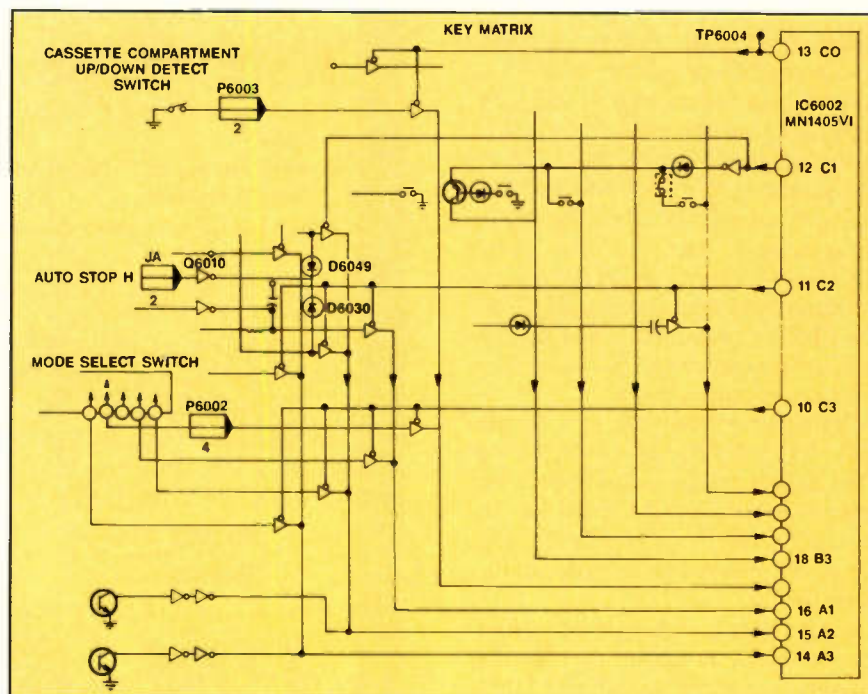 KEY MATRIX
TP6004
13 CO
CASSETTE COMPARTMENT
UP/DOWN DETECT
SWITCH
P6003
2
IC6002
MN1405VI
12 C1
JA
Q6010
D6049
AUTO STOP H
2
D6030
11 C2
MODE SELECT SWITCH
P6002
4
10 C3
18 B3
16 A1
15 A2
14 A3